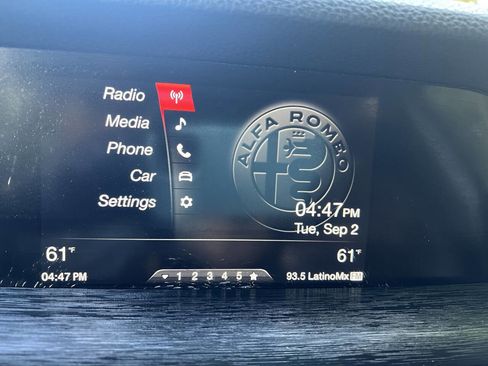 Radio
Media
Phone
Car
Settings
ALFA ROMEO
04:47PM
Tue, Sep 2
61°F
61°F
04:47 PM
1 2 3 4 5
93.5 LatinoMx FM